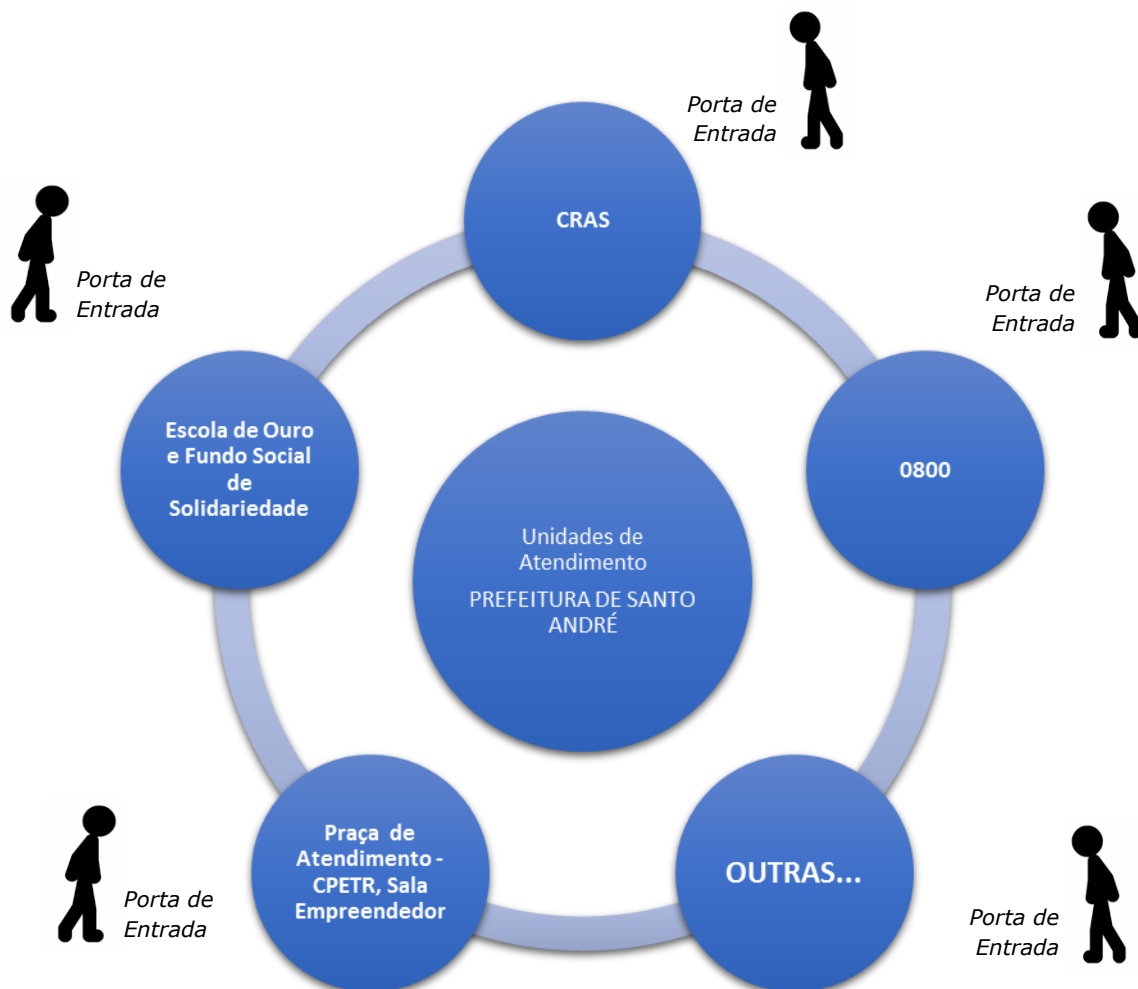 Porta de
Entrada
CRAS
Porta de
Entrada
Porta de
Entrada
Escola de Ouro
e Fundo Social
de
Solidariedade
0800
Unidades de
Atendimento
PREFEITURA DE SANTO
ANDRÉ
Praça de
Atendimento -
CPETR, Sala
Empreendedor
OUTRAS...
Porta de
Entrada
Porta de
Entrada